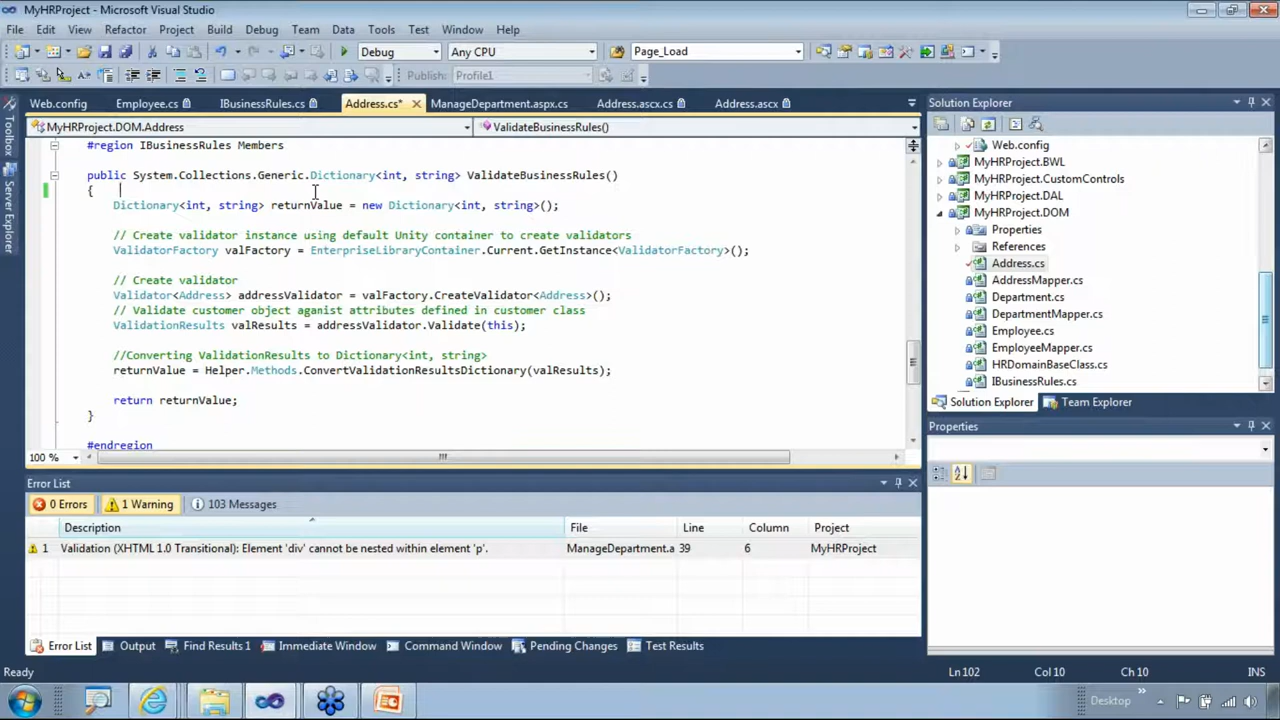 MyHRProject - Microsoft Visual Studio
File Edit View Refactor Project Build Debug Team Data Tools Test Window Help
Debug Any CPU Page_Load
Publish: Profile1
Web.config Employee.cs IBusinessRules.cs Address.cs* ManageDepartment.aspx.cs Address.ascx.cs Address.ascx
MyHRProject.DOM.Address ValidateBusinessRules()
#region IBusinessRules Members
public System.Collections.Generic.Dictionary<int, string> ValidateBusinessRules()
{
Dictionary<int, string> returnValue = new Dictionary<int, string>();
// Create validator instance using default Unity container to create validators
ValidatorFactory valFactory = EnterpriseLibraryContainer.Current.GetInstance<ValidatorFactory>();
// Create validator
Validator<Address> addressValidator = valFactory.CreateValidator<Address>();
// Validate customer object aganist attributes defined in customer class
ValidationResults valResults = addressValidator.Validate(this);
//Converting ValidationResults to Dictionary<int, string>
returnValue = Helper.Methods.ConvertValidationResultsDictionary(valResults);
return returnValue;
}
#endregion
100 %
Toolbox
Server Explorer
Solution Explorer
Web.config
MyHRProject.BWL
MyHRProject.CustomControls
MyHRProject.DAL
MyHRProject.DOM
Properties
References
Address.cs
AddressMapper.cs
Department.cs
DepartmentMapper.cs
Employee.cs
EmployeeMapper.cs
HRDomainBaseClass.cs
IBusinessRules.cs
Solution Explorer Team Explorer
Properties
Error List
0 Errors 1 Warning 103 Messages
Description File Line Column Project
1 Validation (XHTML 1.0 Transitional): Element 'div' cannot be nested within element 'p'. ManageDepartment.a 39 6 MyHRProject
Error List Output Find Results 1 Immediate Window Command Window Pending Changes Test Results
Ready Ln 102 Col 10 Ch 10 INS
Desktop